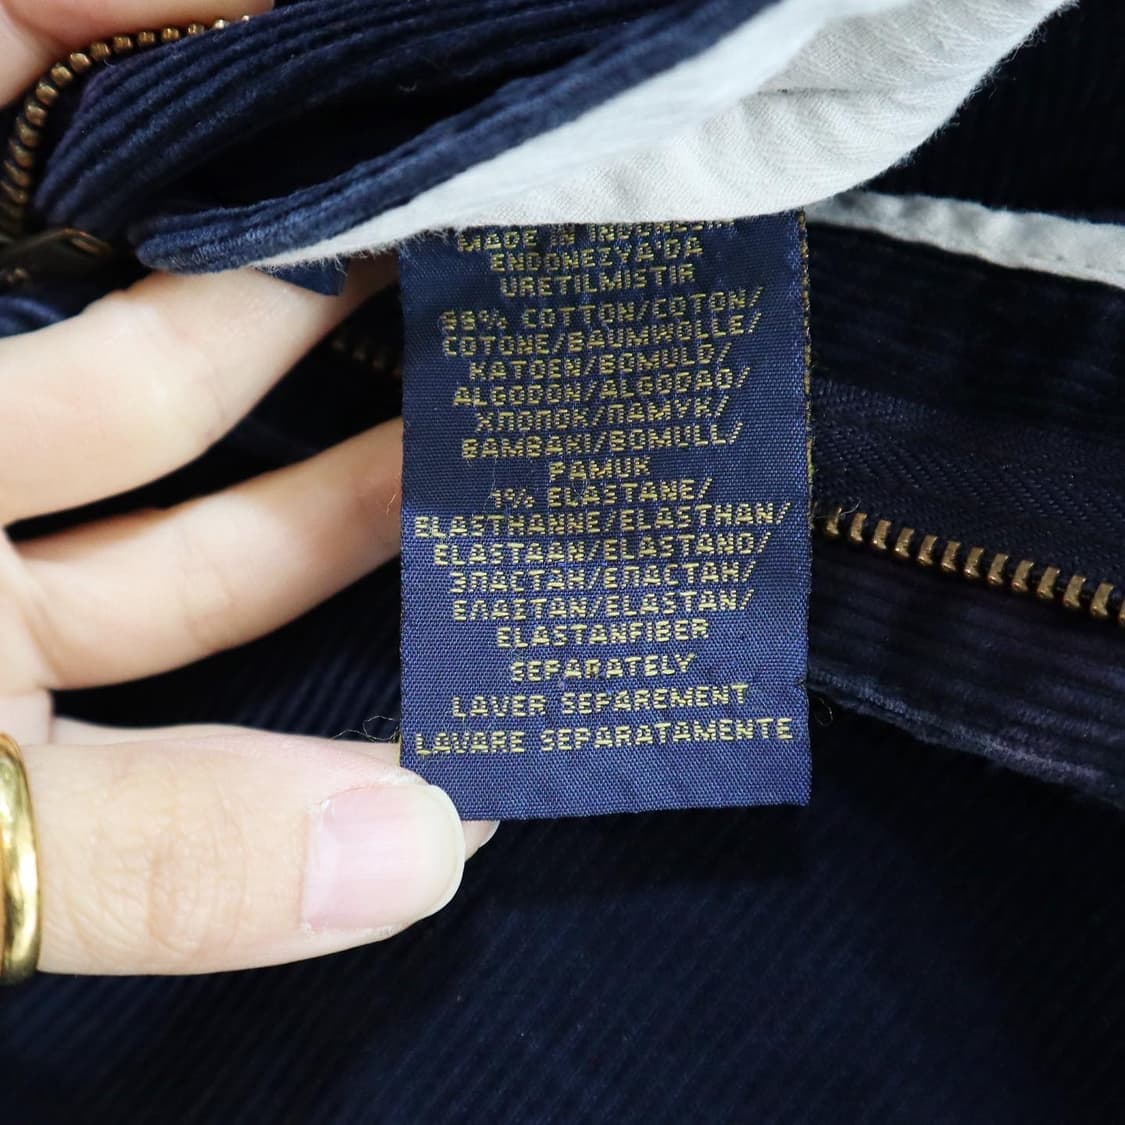 MADE IN INDONESIA
ENDONEZYA'DA
URETILMISTIR
99% COTTON/COTON/
COTONE/BAUMWOLLE/
KATOEN/BOMULD/
ALGODON/ALGODAO/
ХЛОПОК/ПАМУК/
BAMBAKI/BOMULL/
PAMUK
1% ELASTANE/
ELASTHANNE/ELASTHAN/
ELASTAAN/ELASTANO/
ЭЛАСТАН/ЕЛАСТАН/
ΕΛΑΣΤΑΝ/ELASTAN/
ELASTANFIBER
SEPARATELY
LAVER SEPAREMENT
LAVARE SEPARATAMENTE